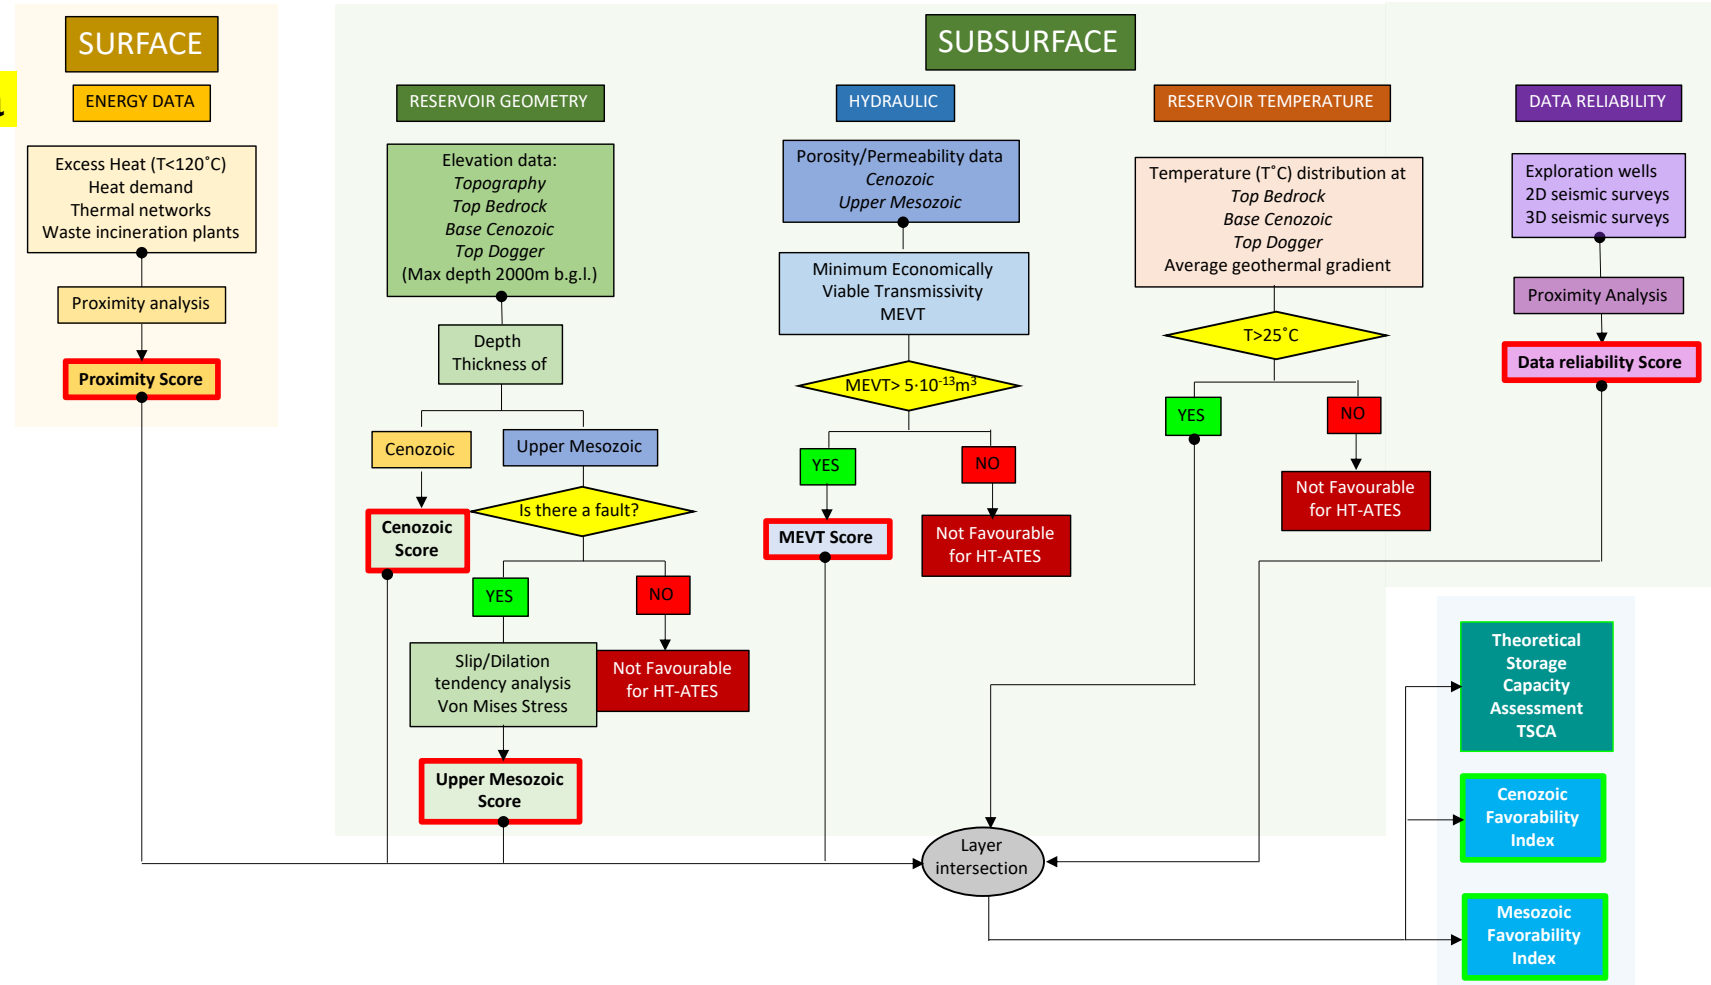 SURFACE
SUBSURFACE
ENERGY DATA
RESERVOIR GEOMETRY
HYDRAULIC
RESERVOIR TEMPERATURE
DATA RELIABILITY
Excess Heat (T<120˚C)
Heat demand
Thermal networks
Waste incineration plants
Proximity analysis
Proximity Score
Elevation data:
Topography
Top Bedrock
Base Cenozoic
Top Dogger
(Max depth 2000m b.g.l.)
Depth
Thickness of
Cenozoic
Upper Mesozoic
Cenozoic
Score
Is there a fault?
YES
NO
Slip/Dilation
tendency analysis
Von Mises Stress
Not Favourable
for HT-ATES
Upper Mesozoic
Score
Porosity/Permeability data
Cenozoic
Upper Mesozoic
Minimum Economically
Viable Transmissivity
MEVT
MEVT> 5·10⁻¹³m³
YES
NO
MEVT Score
Not Favourable
for HT-ATES
Temperature (T˚C) distribution at
Top Bedrock
Base Cenozoic
Top Dogger
Average geothermal gradient
T>25˚C
YES
NO
Not Favourable
for HT-ATES
Exploration wells
2D seismic surveys
3D seismic surveys
Proximity Analysis
Data reliability Score
Layer
intersection
Theoretical
Storage
Capacity
Assessment
TSCA
Cenozoic
Favorability
Index
Mesozoic
Favorability
Index